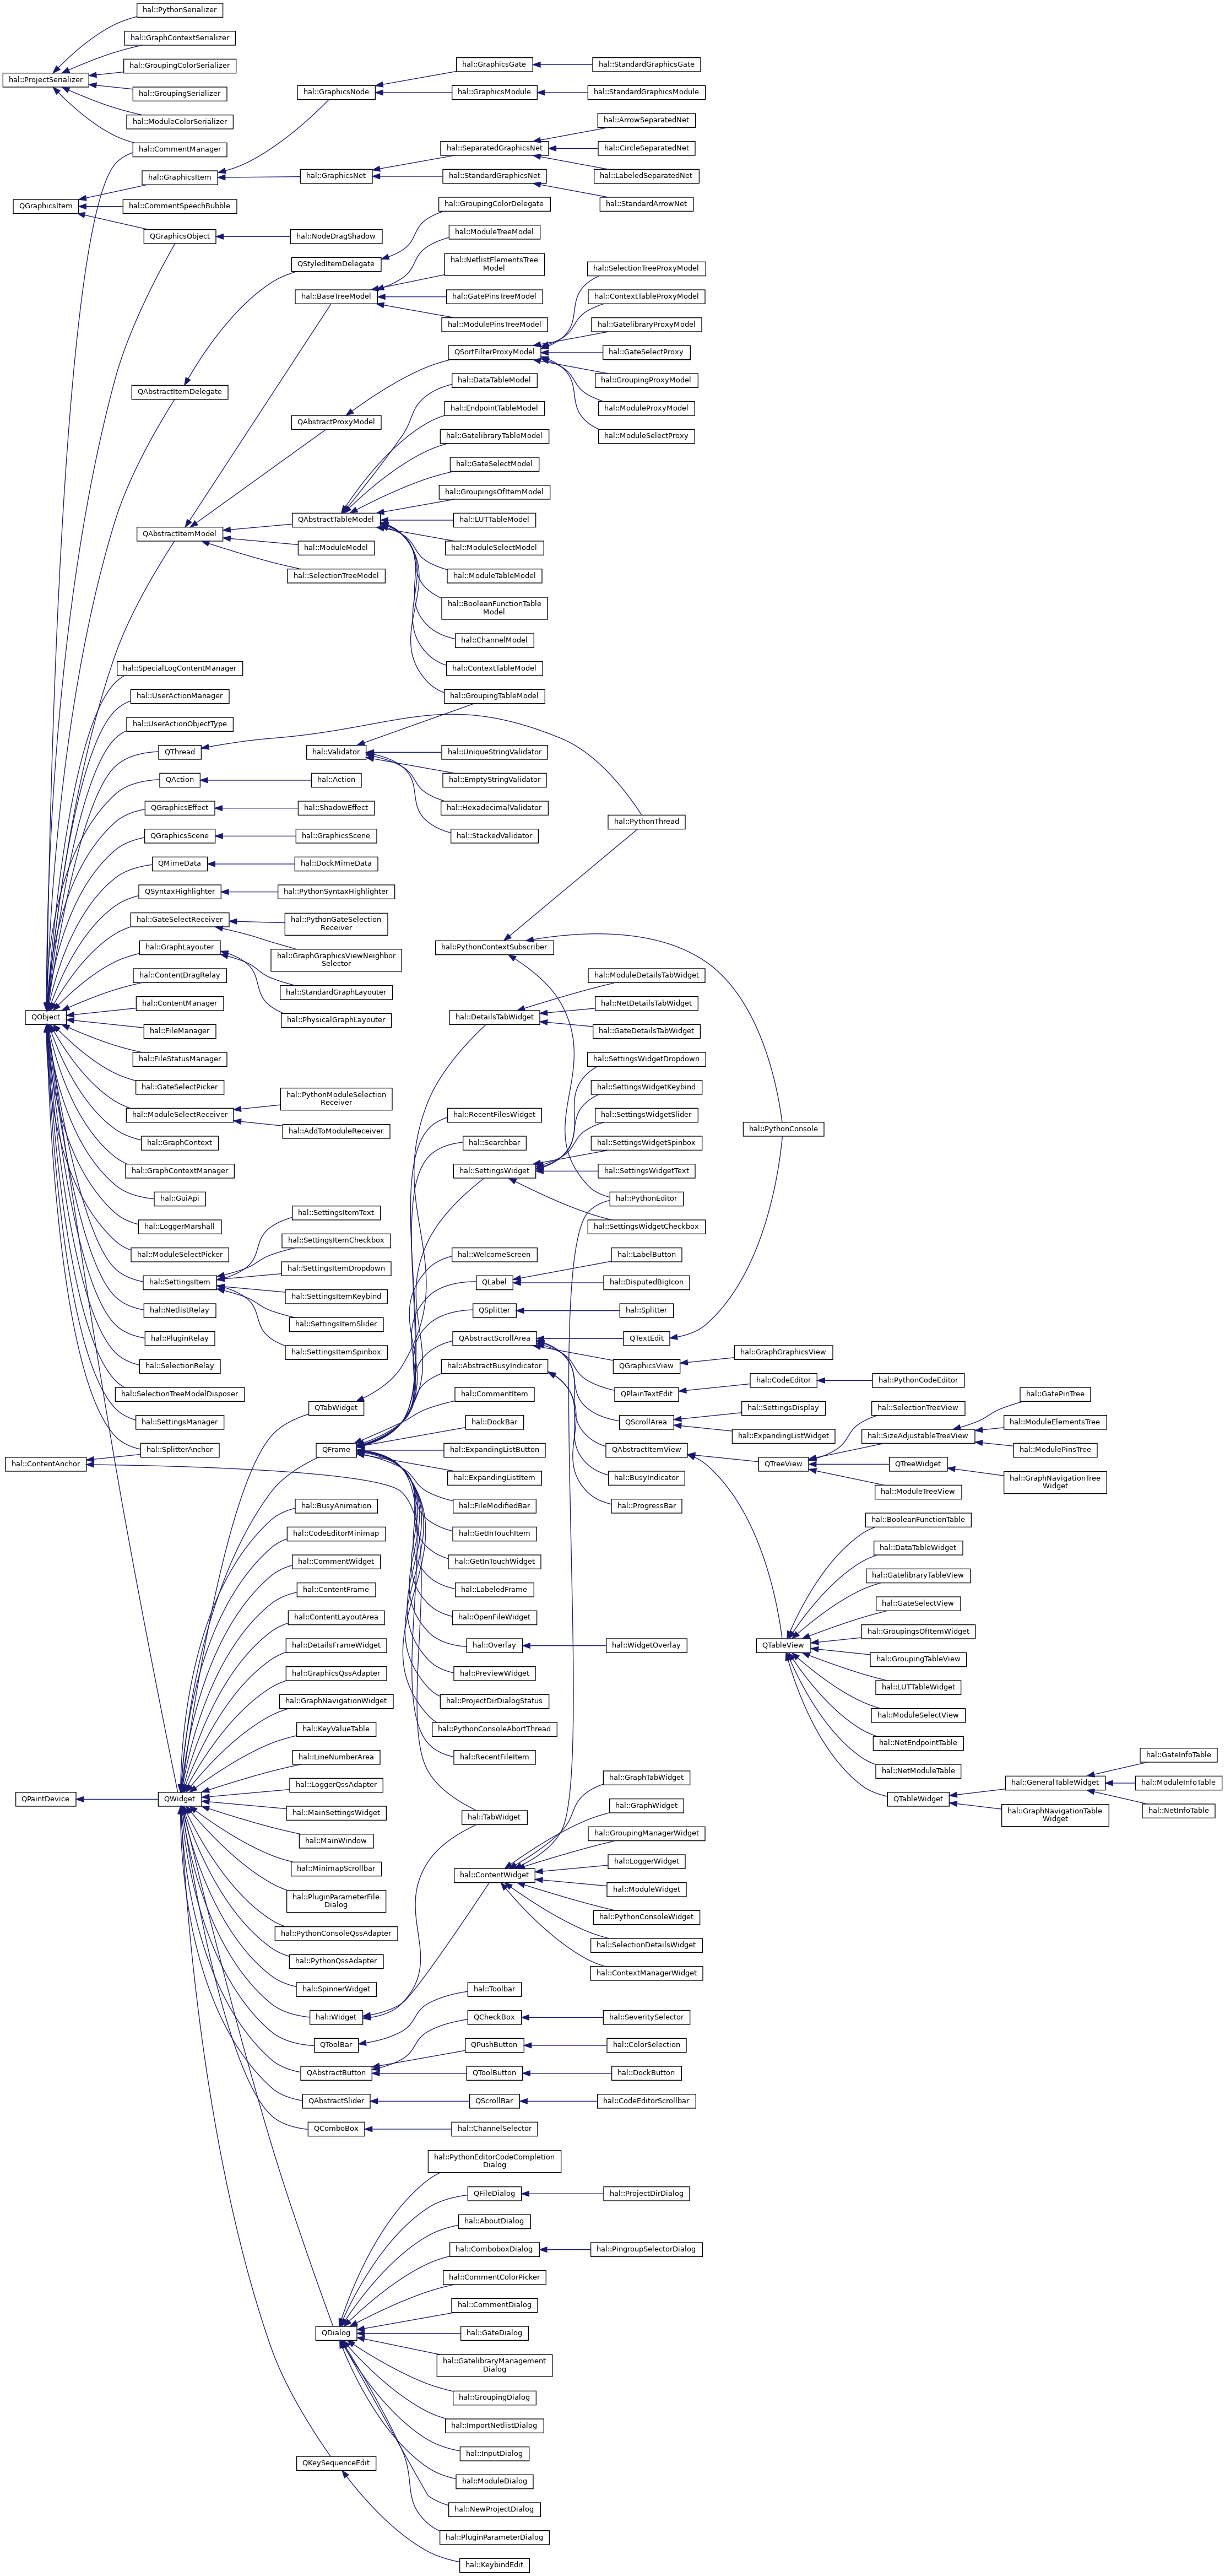 hal::PythonSerializer
hal::GraphContextSerializer
hal::GroupingColorSerializer
hal::ProjectSerializer
hal::GroupingSerializer
hal::ModuleColorSerializer
hal::CommentManager
hal::GraphicsItem
QGraphicsItem
hal::CommentSpeechBubble
QGraphicsObject
hal::NodeDragShadow
hal::GraphicsNode
hal::GraphicsGate
hal::StandardGraphicsGate
hal::GraphicsModule
hal::StandardGraphicsModule
hal::GraphicsNet
hal::SeparatedGraphicsNet
hal::ArrowSeparatedNet
hal::CircleSeparatedNet
hal::LabeledSeparatedNet
hal::StandardGraphicsNet
hal::StandardArrowNet
hal::GroupingColorDelegate
QStyledItemDelegate
hal::ModuleTreeModel
hal::NetlistElementsTree
Model
hal::BaseTreeModel
hal::GatePinsTreeModel
hal::ModulePinsTreeModel
hal::SelectionTreeProxyModel
hal::ContextTableProxyModel
hal::GatelibraryProxyModel
QSortFilterProxyModel
hal::GateSelectProxy
hal::GroupingProxyModel
hal::ModuleProxyModel
hal::ModuleSelectProxy
QAbstractItemDelegate
QAbstractProxyModel
hal::DataTableModel
hal::EndpointTableModel
hal::GatelibraryTableModel
hal::GateSelectModel
hal::GroupingsOfItemModel
QAbstractTableModel
hal::LUTTableModel
QAbstractItemModel
hal::ModuleModel
hal::ModuleSelectModel
hal::SelectionTreeModel
hal::ModuleTableModel
hal::BooleanFunctionTable
Model
hal::ChannelModel
hal::ContextTableModel
hal::GroupingTableModel
hal::SpecialLogContentManager
hal::UserActionManager
hal::UserActionObjectType
QThread
hal::Validator
hal::UniqueStringValidator
hal::EmptyStringValidator
hal::HexadecimalValidator
hal::StackedValidator
hal::PythonThread
QAction
hal::Action
QGraphicsEffect
hal::ShadowEffect
QGraphicsScene
hal::GraphicsScene
QMimeData
hal::DockMimeData
QSyntaxHighlighter
hal::PythonSyntaxHighlighter
hal::GateSelectReceiver
hal::PythonGateSelection
Receiver
hal::GraphGraphicsViewNeighbor
Selector
hal::GraphLayouter
hal::StandardGraphLayouter
hal::PhysicalGraphLayouter
hal::PythonContextSubscriber
hal::ContentDragRelay
hal::ContentManager
QObject
hal::FileManager
hal::FileStatusManager
hal::GateSelectPicker
hal::ModuleSelectReceiver
hal::PythonModuleSelection
Receiver
hal::AddToModuleReceiver
hal::GraphContext
hal::GraphContextManager
hal::GuiApi
hal::LoggerMarshall
hal::ModuleSelectPicker
hal::SettingsItem
hal::SettingsItemText
hal::SettingsItemCheckbox
hal::SettingsItemDropdown
hal::SettingsItemKeybind
hal::SettingsItemSlider
hal::SettingsItemSpinbox
hal::NetlistRelay
hal::PluginRelay
hal::SelectionRelay
hal::SelectionTreeModelDisposer
hal::SettingsManager
hal::SplitterAnchor
hal::ContentAnchor
hal::DetailsTabWidget
hal::ModuleDetailsTabWidget
hal::NetDetailsTabWidget
hal::GateDetailsTabWidget
hal::RecentFilesWidget
hal::Searchbar
hal::SettingsWidget
hal::SettingsWidgetDropdown
hal::SettingsWidgetKeybind
hal::SettingsWidgetSlider
hal::SettingsWidgetSpinbox
hal::SettingsWidgetText
hal::PythonEditor
hal::SettingsWidgetCheckbox
hal::PythonConsole
hal::WelcomeScreen
QLabel
hal::LabelButton
hal::DisputedBigIcon
QSplitter
hal::Splitter
QAbstractScrollArea
QTextEdit
QGraphicsView
hal::GraphGraphicsView
hal::AbstractBusyIndicator
QPlainTextEdit
hal::CodeEditor
hal::PythonCodeEditor
hal::CommentItem
QTabWidget
QScrollArea
hal::SettingsDisplay
hal::ExpandingListWidget
hal::DockBar
QFrame
hal::ExpandingListButton
QAbstractItemView
hal::ExpandingListItem
hal::BusyIndicator
hal::ProgressBar
QTreeView
hal::SelectionTreeView
hal::SizeAdjustableTreeView
hal::GatePinTree
hal::ModuleElementsTree
hal::ModulePinsTree
QTreeWidget
hal::GraphNavigationTree
Widget
hal::ModuleTreeView
hal::FileModifiedBar
hal::GetInTouchItem
hal::GetInTouchWidget
hal::LabeledFrame
hal::OpenFileWidget
hal::Overlay
hal::WidgetOverlay
hal::PreviewWidget
hal::ProjectDirDialogStatus
hal::PythonConsoleAbortThread
hal::RecentFileItem
hal::TabWidget
hal::BusyAnimation
hal::CodeEditorMinimap
hal::CommentWidget
hal::ContentFrame
hal::ContentLayoutArea
hal::DetailsFrameWidget
hal::GraphicsQssAdapter
hal::GraphNavigationWidget
hal::KeyValueTable
hal::LineNumberArea
hal::LoggerQssAdapter
QPaintDevice
QWidget
hal::MainSettingsWidget
hal::MainWindow
hal::MinimapScrollbar
hal::PluginParameterFile
Dialog
hal::PythonConsoleQssAdapter
hal::PythonQssAdapter
hal::SpinnerWidget
hal::Widget
QTableView
hal::BooleanFunctionTable
hal::DataTableWidget
hal::GatelibraryTableView
hal::GateSelectView
hal::GroupingsOfItemWidget
hal::GroupingTableView
hal::LUTTableWidget
hal::ModuleSelectView
hal::NetEndpointTable
hal::NetModuleTable
QTableWidget
hal::GeneralTableWidget
hal::GateInfoTable
hal::ModuleInfoTable
hal::NetInfoTable
hal::GraphNavigationTable
Widget
hal::ContentWidget
hal::GraphTabWidget
hal::GraphWidget
hal::GroupingManagerWidget
hal::LoggerWidget
hal::ModuleWidget
hal::PythonConsoleWidget
hal::SelectionDetailsWidget
hal::ContextManagerWidget
QToolBar
hal::Toolbar
QAbstractButton
QCheckBox
hal::SeveritySelector
QPushButton
hal::ColorSelection
QToolButton
hal::DockButton
QAbstractSlider
QScrollBar
hal::CodeEditorScrollbar
QComboBox
hal::ChannelSelector
hal::PythonEditorCodeCompletion
Dialog
QFileDialog
hal::ProjectDirDialog
hal::AboutDialog
hal::ComboboxDialog
hal::PingroupSelectorDialog
hal::CommentColorPicker
hal::CommentDialog
QDialog
hal::GateDialog
hal::GatelibraryManagement
Dialog
hal::GroupingDialog
hal::ImportNetlistDialog
hal::InputDialog
hal::ModuleDialog
hal::NewProjectDialog
hal::PluginParameterDialog
QKeySequenceEdit
hal::KeybindEdit